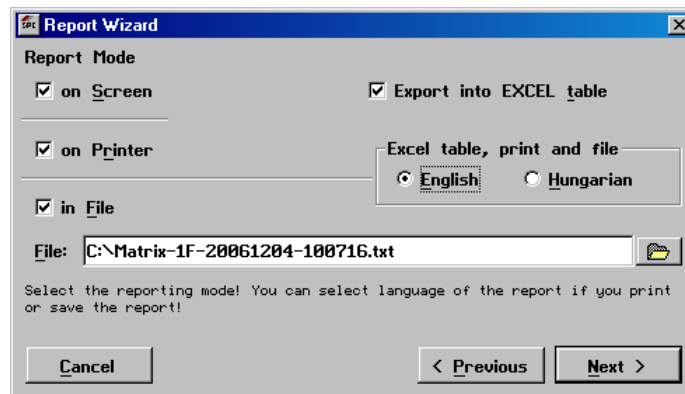 SPC Report Wizard
Report Mode
on Screen
Export into EXCEL table
on Printer
Excel table, print and file
English
Hungarian
in File
File: C:\Matrix-1F-20061204-100716.txt
Select the reporting mode! You can select language of the report if you print
or save the report!
Cancel
< Previous
Next >